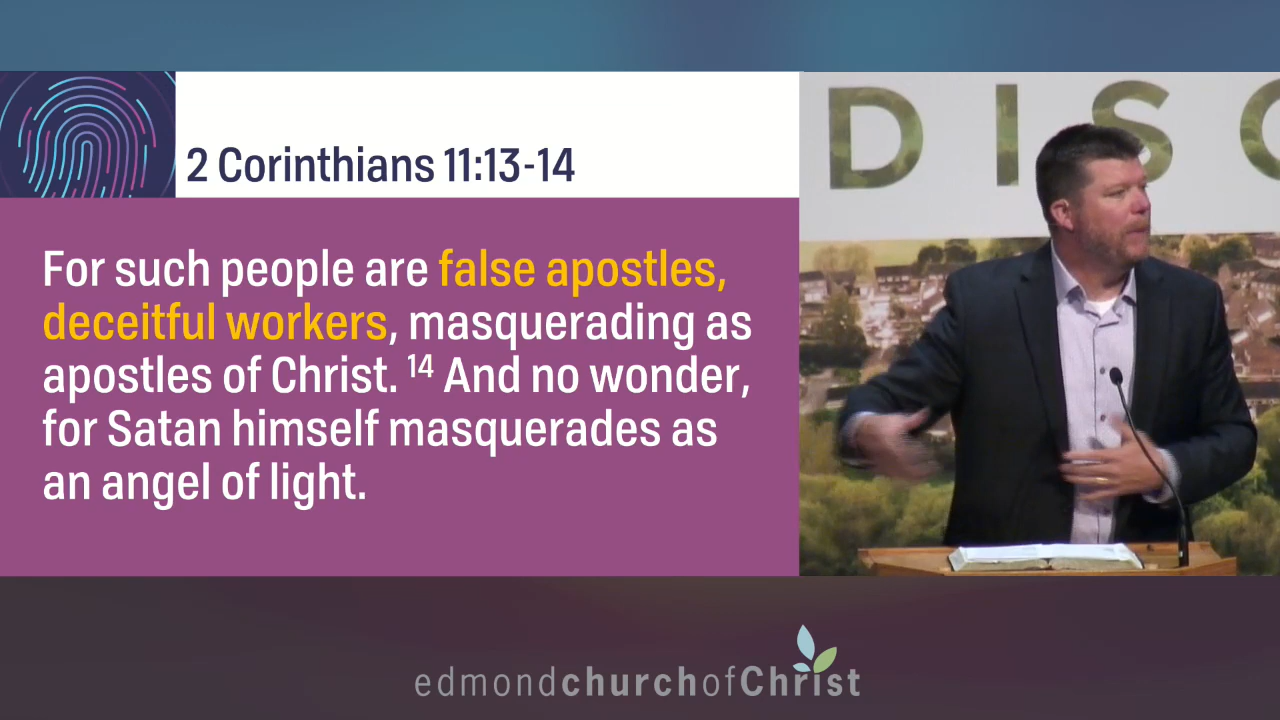 2 Corinthians 11:13-14
For such people are false apostles,
deceitful workers, masquerading as
apostles of Christ. 14 And no wonder,
for Satan himself masquerades as
an angel of light.
DISC
edmondchurchofChrist